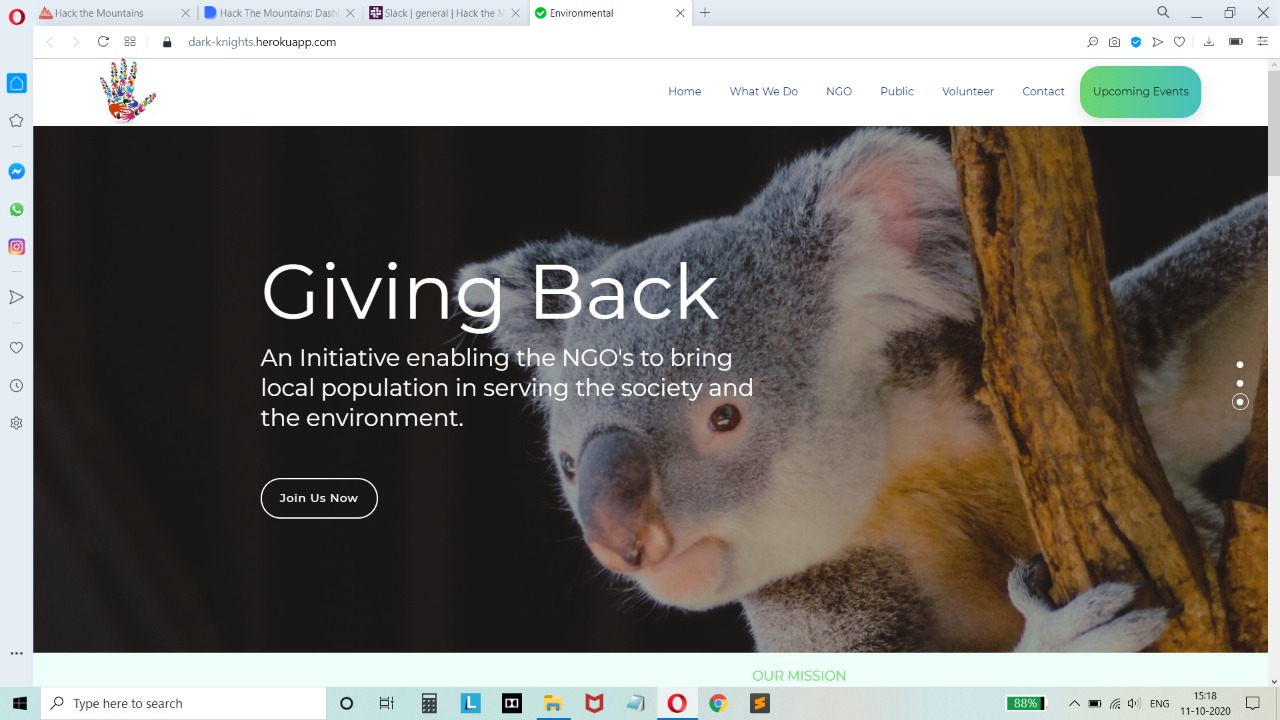 Hack The Mountains
Hack The Mountains: Dash
Slack | general | Hack the M
Environmental
dark-knights.herokuapp.com
Home
What We Do
NGO
Public
Volunteer
Contact
Upcoming Events
Giving Back
An Initiative enabling the NGO's to bring
local population in serving the society and
the environment.
Join Us Now
OUR MISSION
Type here to search
88%
ENG
15:18
11-10-2020